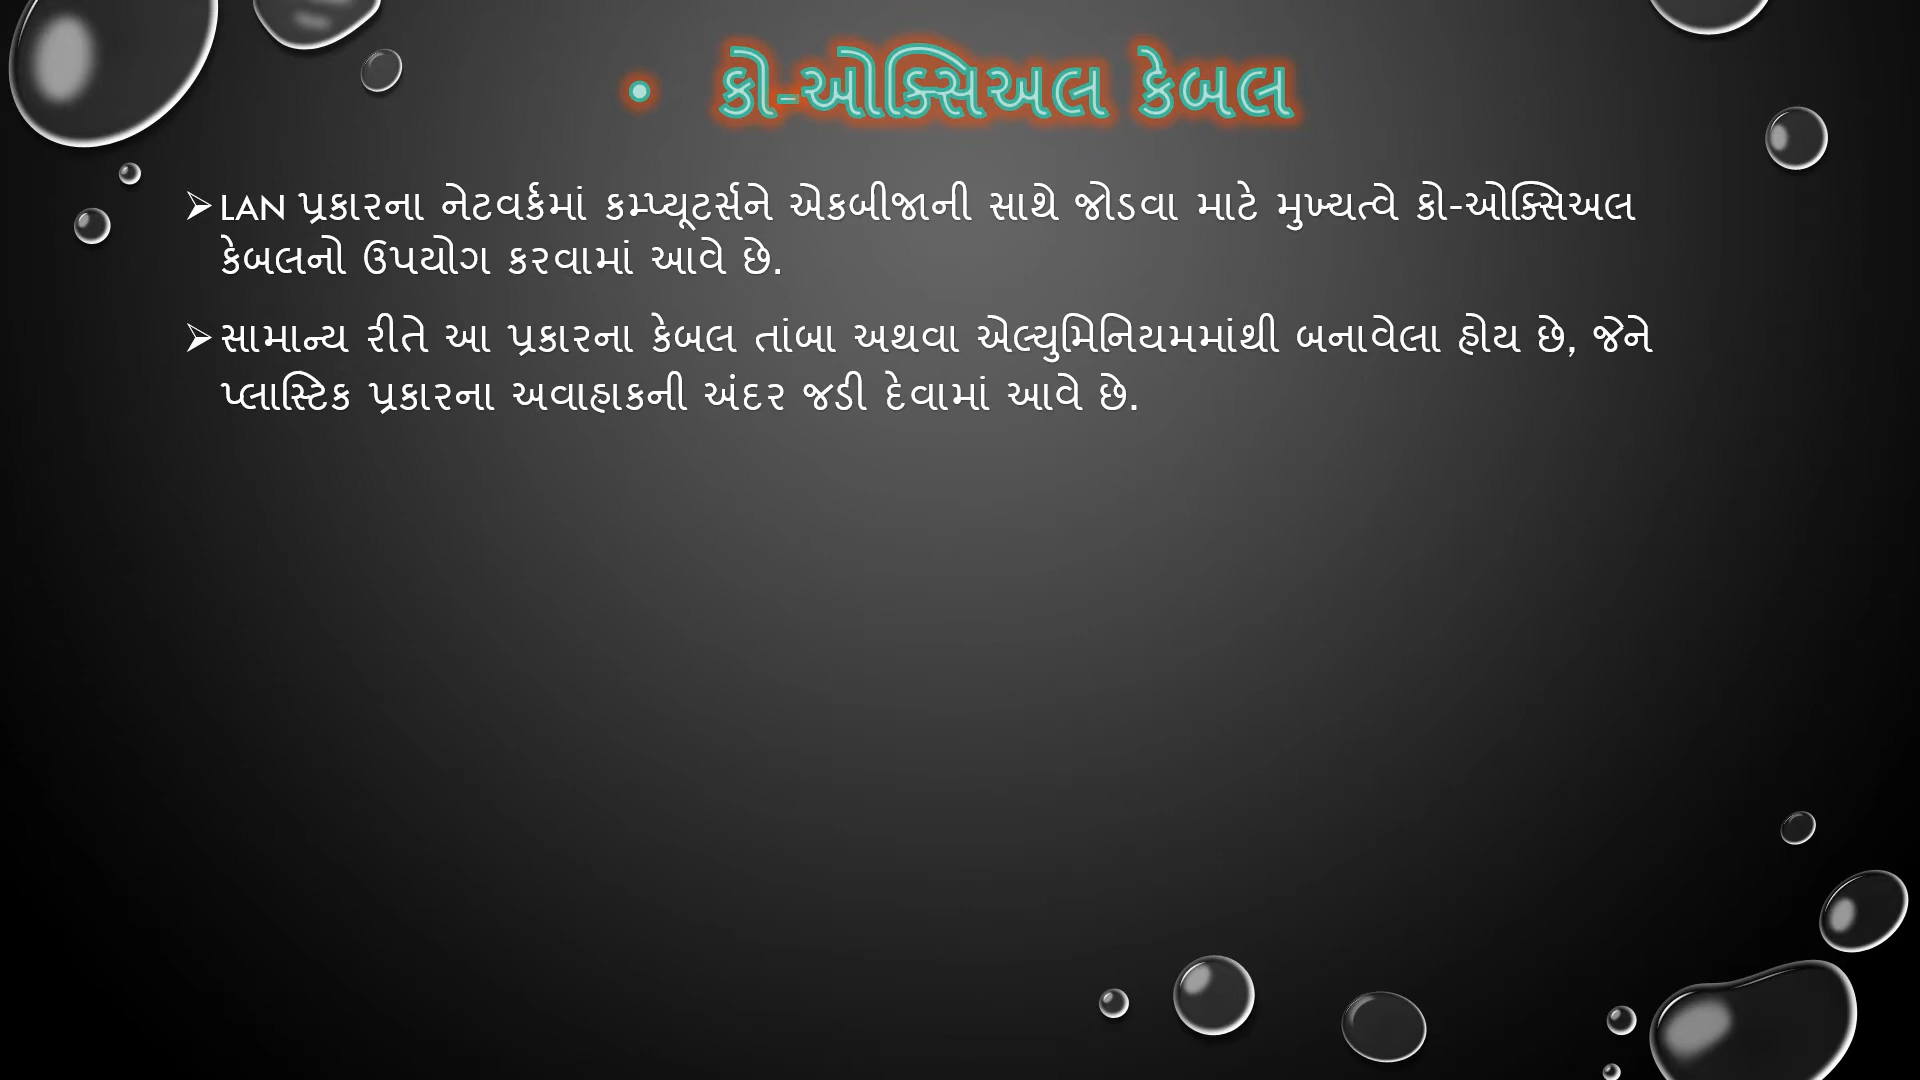 • કો-ઓક્સિઅલ કેબલ
➢ LAN પ્રકારના નેટવર્કમાં કમ્પ્યૂટર્સને એકબીજાની સાથે જોડવા માટે મુખ્યત્વે કો-ઓક્સિઅલ
કેબલનો ઉપયોગ કરવામાં આવે છે.
➢ સામાન્ય રીતે આ પ્રકારના કેબલ તાંબા અથવા એલ્યુમિનિયમમાંથી બનાવેલા હોય છે, જેને
પ્લાસ્ટિક પ્રકારના અવાહાકની અંદર જડી દેવામાં આવે છે.